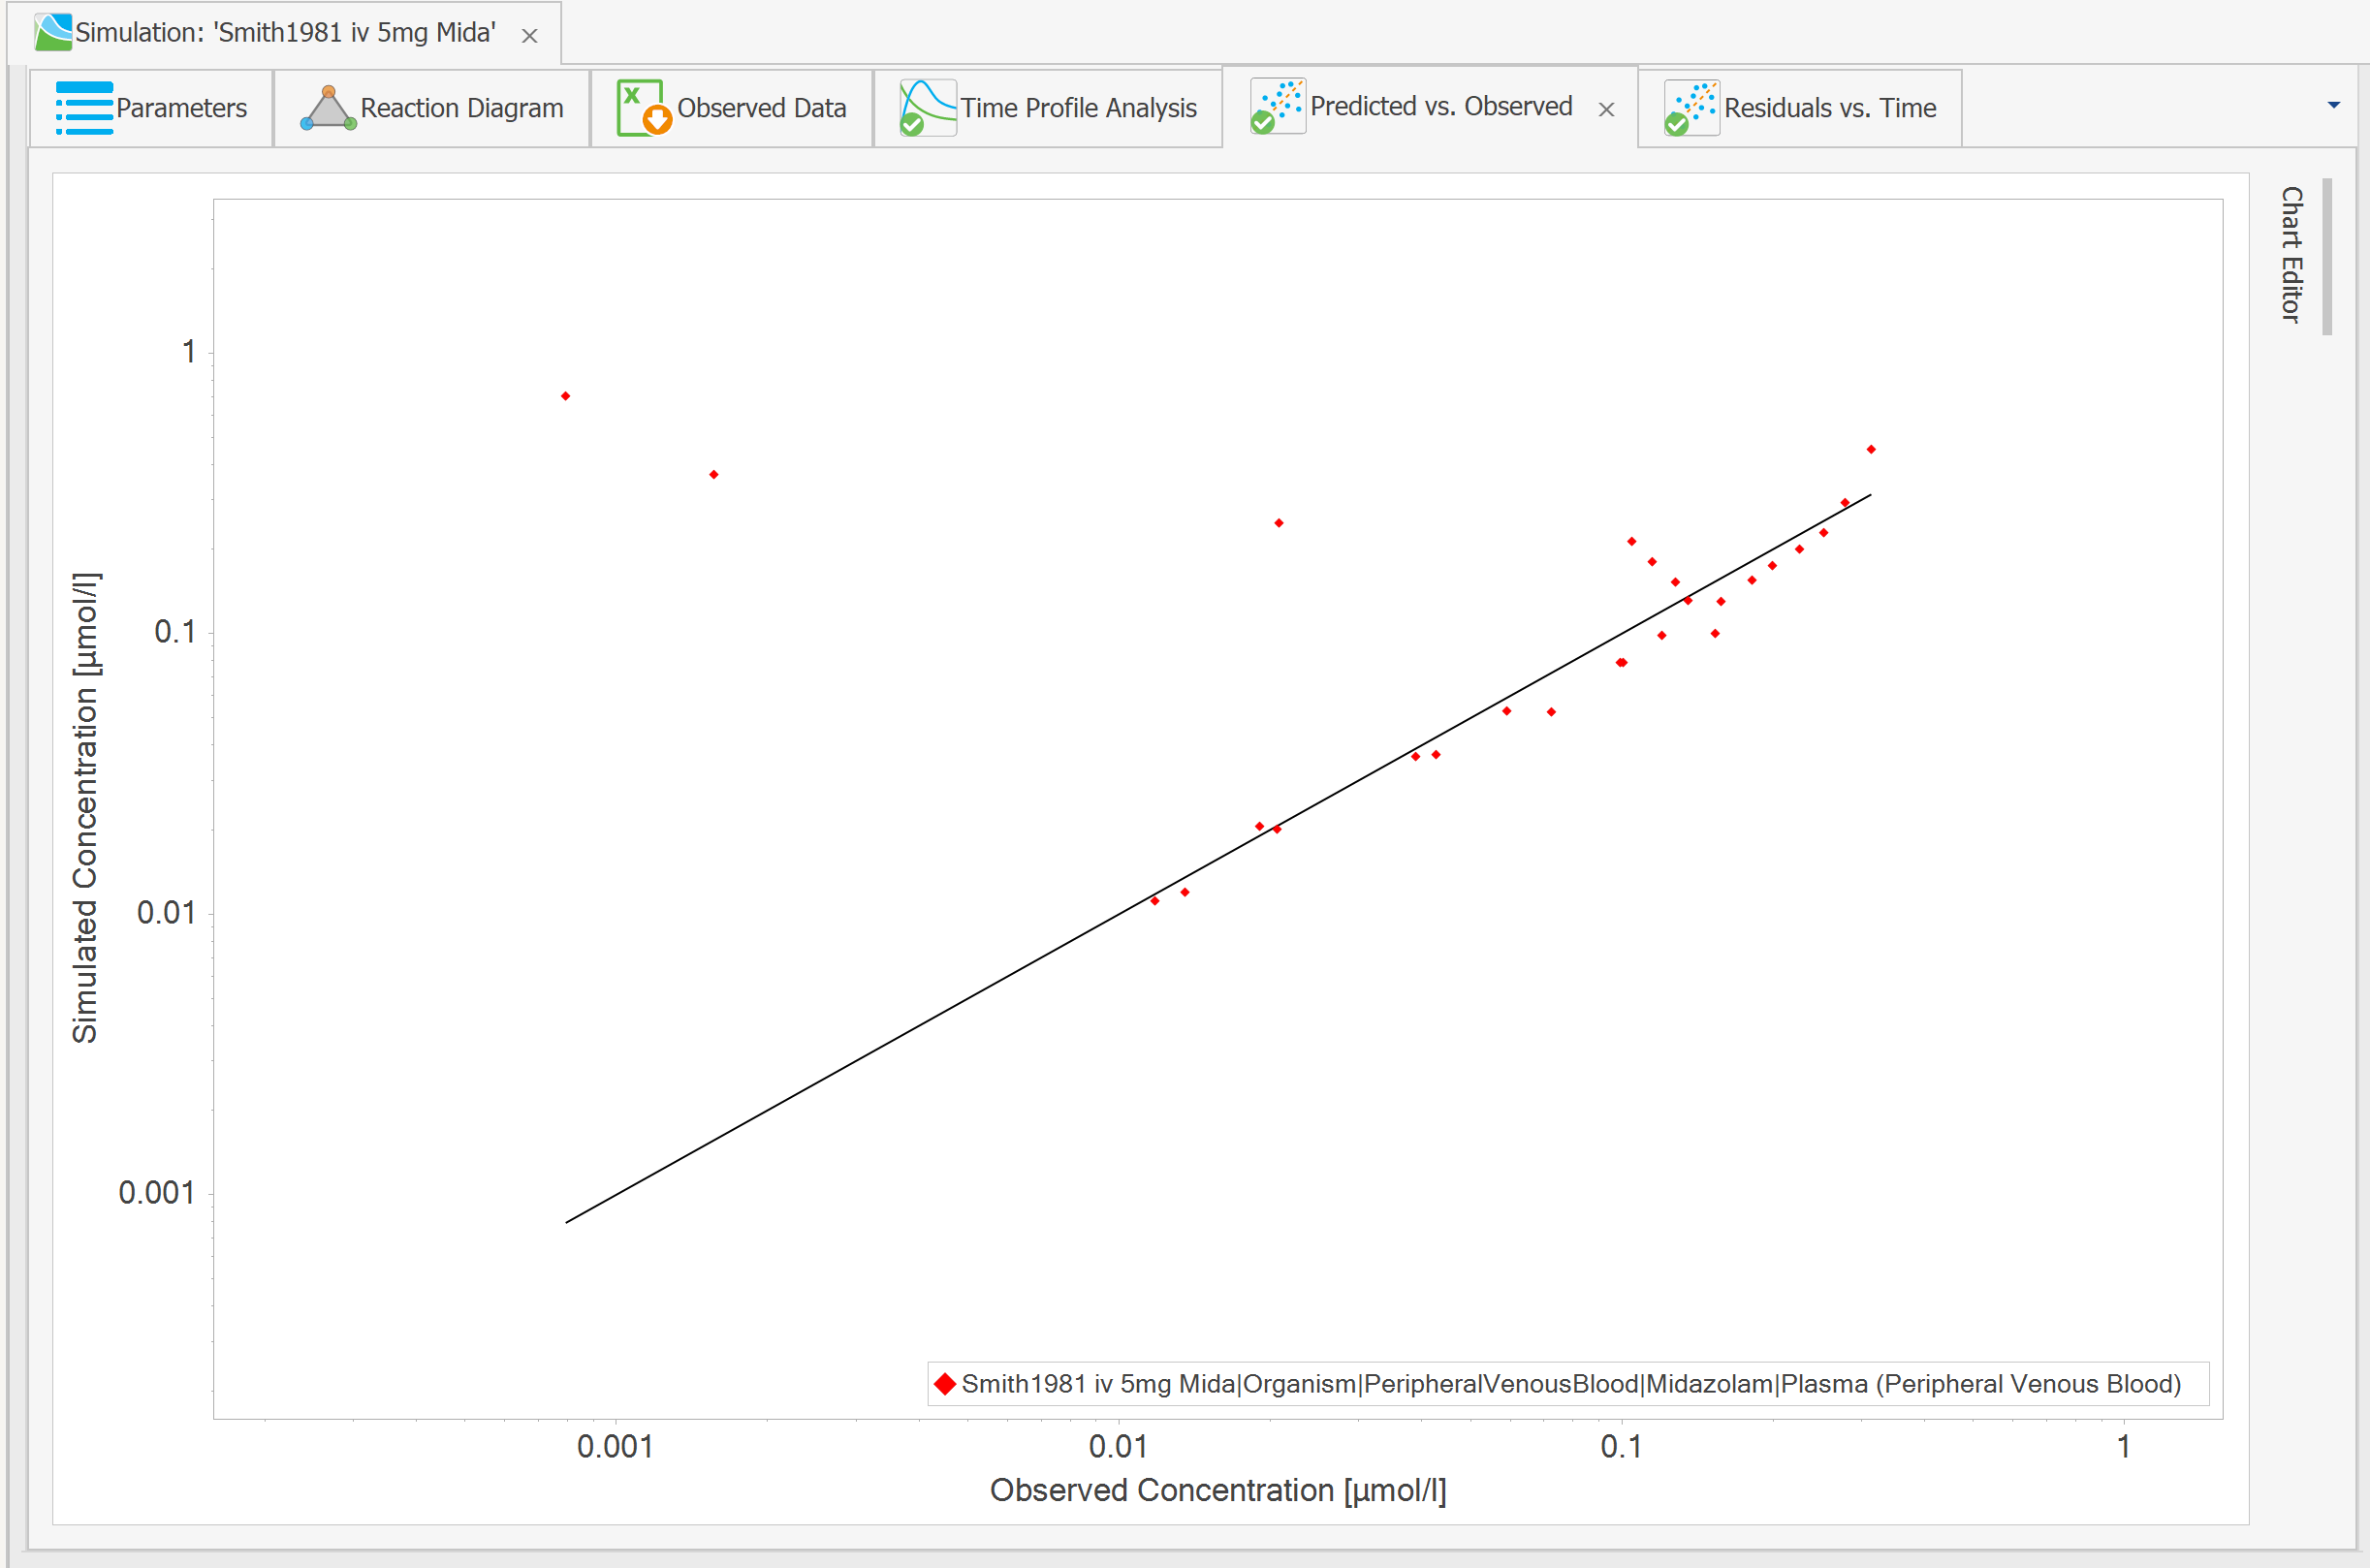 Simulation: 'Smith1981 iv 5mg Mida'
Parameters
Reaction Diagram
Observed Data
Time Profile Analysis
Predicted vs. Observed
Residuals vs. Time
Chart Editor
Simulated Concentration [µmol/l]
1
0.1
0.01
0.001
Smith1981 iv 5mg Mida|Organism|PeripheralVenousBlood|Midazolam|Plasma (Peripheral Venous Blood)
0.001
0.01
0.1
1
Observed Concentration [µmol/l]